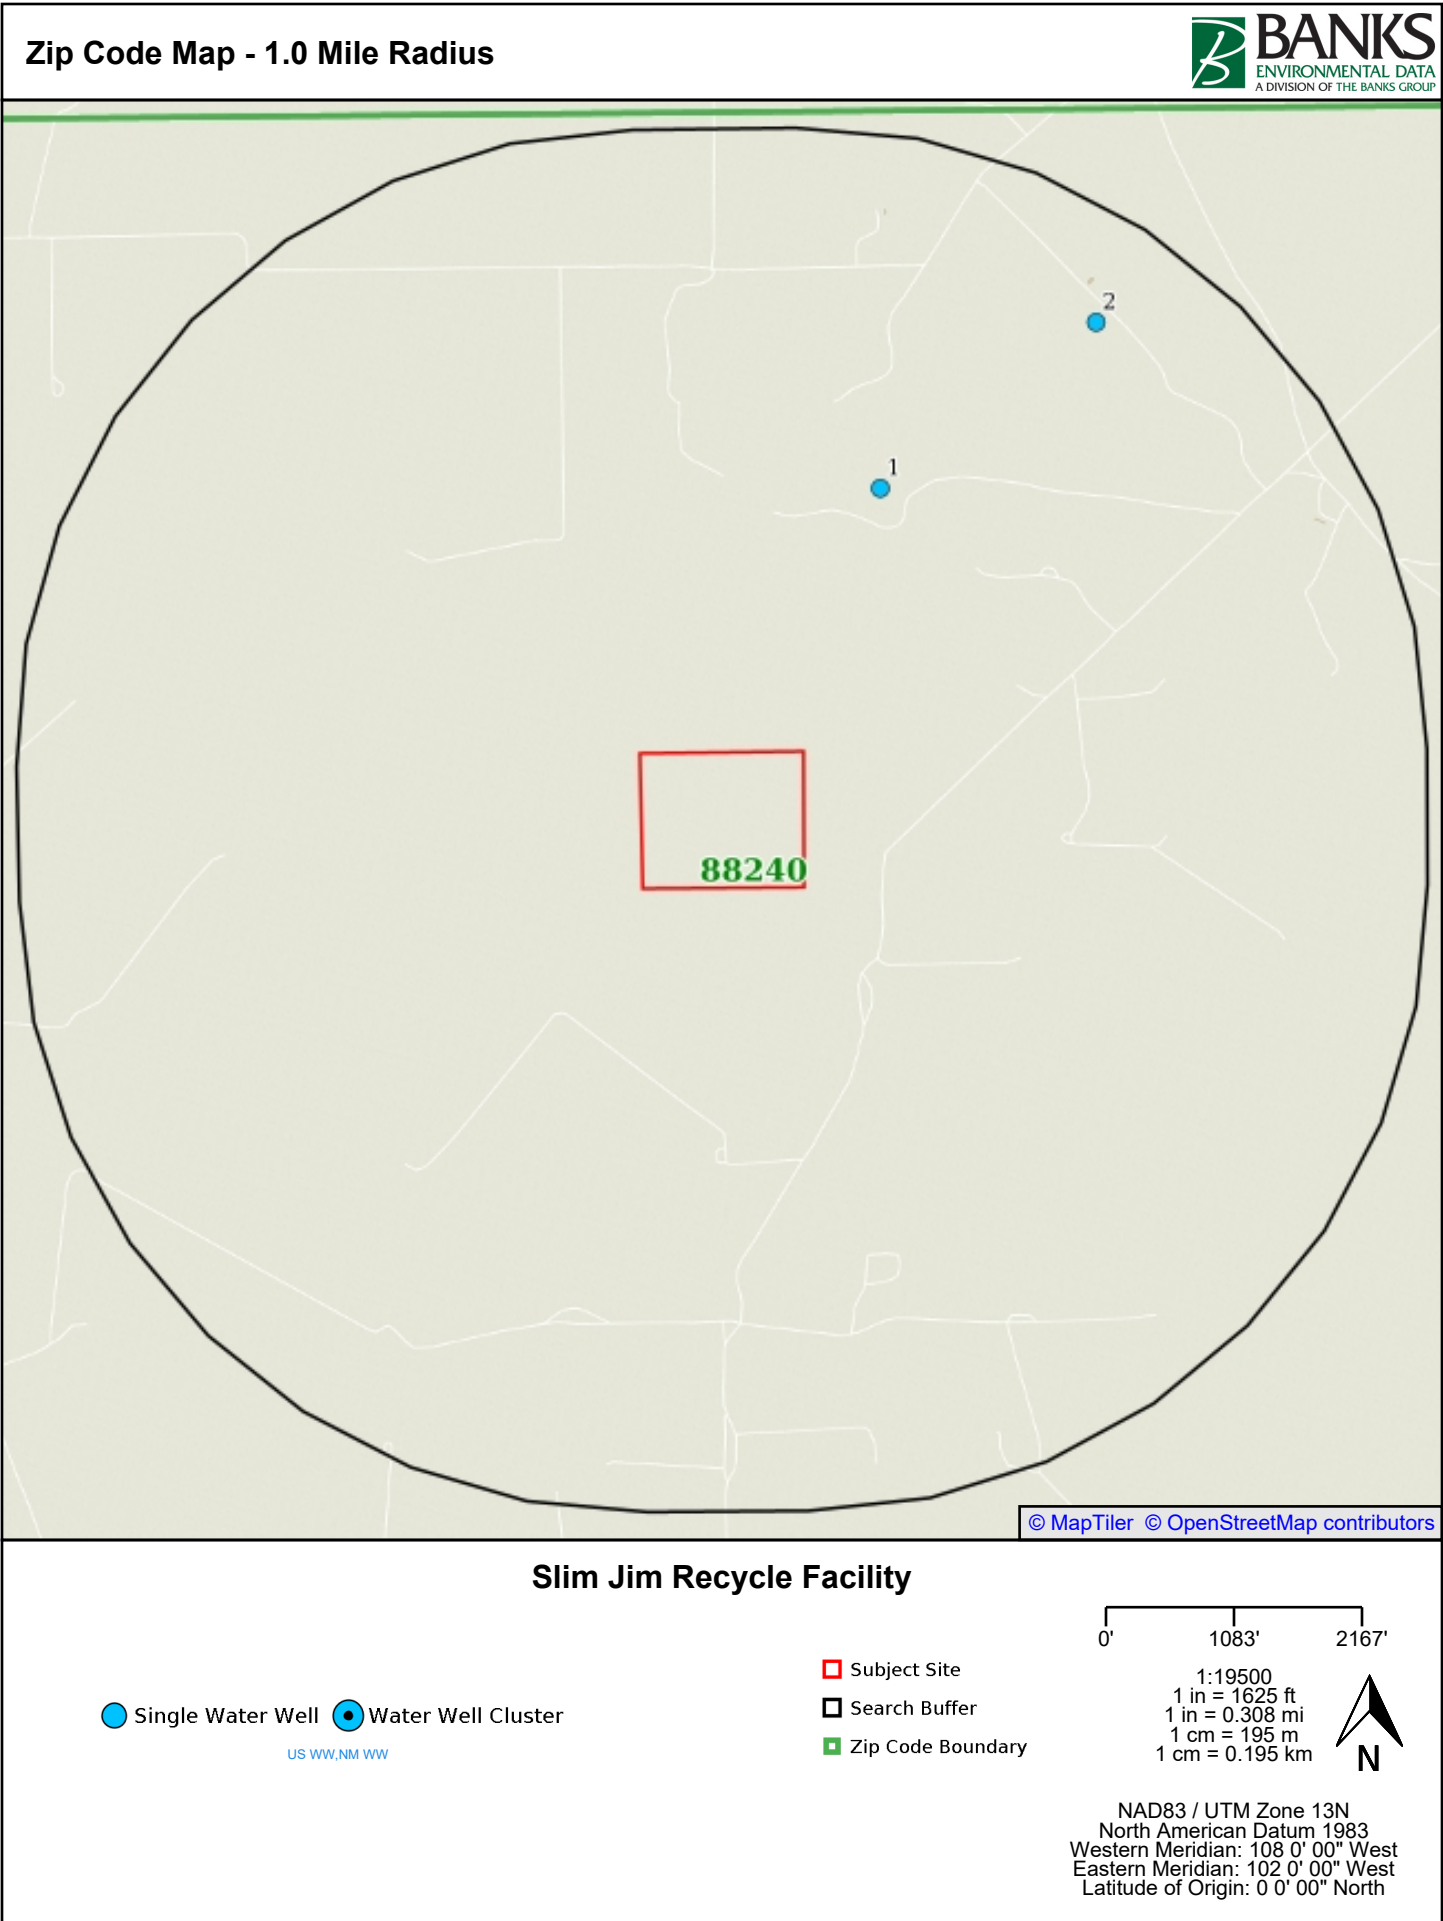 Zip Code Map - 1.0 Mile Radius
BANKS
ENVIRONMENTAL DATA
A DIVISION OF THE BANKS GROUP
2
1
88240
© MapTiler © OpenStreetMap contributors
Slim Jim Recycle Facility
0' 1083' 2167'
Subject Site
Search Buffer
Zip Code Boundary
Single Water Well
Water Well Cluster
US WW,NM WW
1:19500
1 in = 1625 ft
1 in = 0.308 mi
1 cm = 195 m
1 cm = 0.195 km
N
NAD83 / UTM Zone 13N
North American Datum 1983
Western Meridian: 108 0' 00" West
Eastern Meridian: 102 0' 00" West
Latitude of Origin: 0 0' 00" North